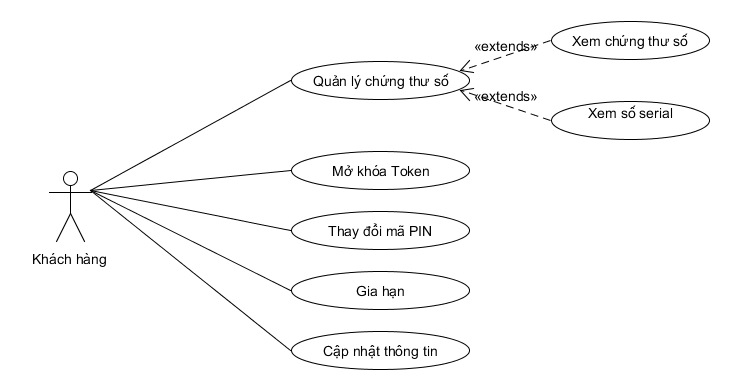 Xem chứng thư số
«extends»
Quản lý chứng thư số
«extends»
Xem số serial
Mở khóa Token
Thay đổi mã PIN
Khách hàng
Gia hạn
Cập nhật thông tin